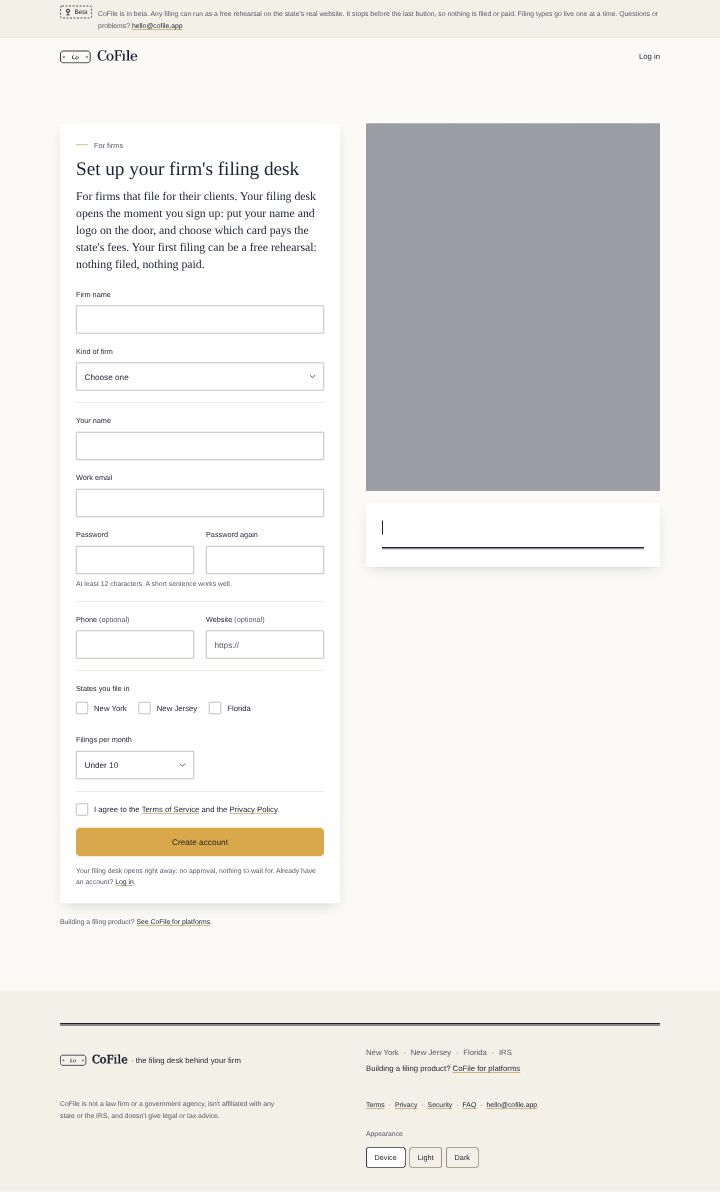 Beta
CoFile is in beta. Any filing can run as a free rehearsal on the state's real website. It stops before the last button, so nothing is filed or paid. Filing types go live one at a time. Questions or
problems? hello@cofile.app
Co CoFile
Log in
For firms
Set up your firm's filing desk
For firms that file for their clients. Your filing desk
opens the moment you sign up: put your name and
logo on the door, and choose which card pays the
state's fees. Your first filing can be a free rehearsal:
nothing filed, nothing paid.
Firm name
Kind of firm
Choose one
Your name
Work email
Password Password again
At least 12 characters. A short sentence works well.
Phone (optional) Website (optional)
https://
States you file in
New York New Jersey Florida
Filings per month
Under 10
I agree to the Terms of Service and the Privacy Policy.
Create account
Your filing desk opens right away: no approval, nothing to wait for. Already have
an account? Log in.
Building a filing product? See CoFile for platforms.
Co CoFile · the filing desk behind your firm
CoFile is not a law firm or a government agency, isn't affiliated with any
state or the IRS, and doesn't give legal or tax advice.
New York · New Jersey · Florida · IRS
Building a filing product? CoFile for platforms
Terms · Privacy · Security · FAQ · hello@cofile.app
Appearance
Device Light Dark